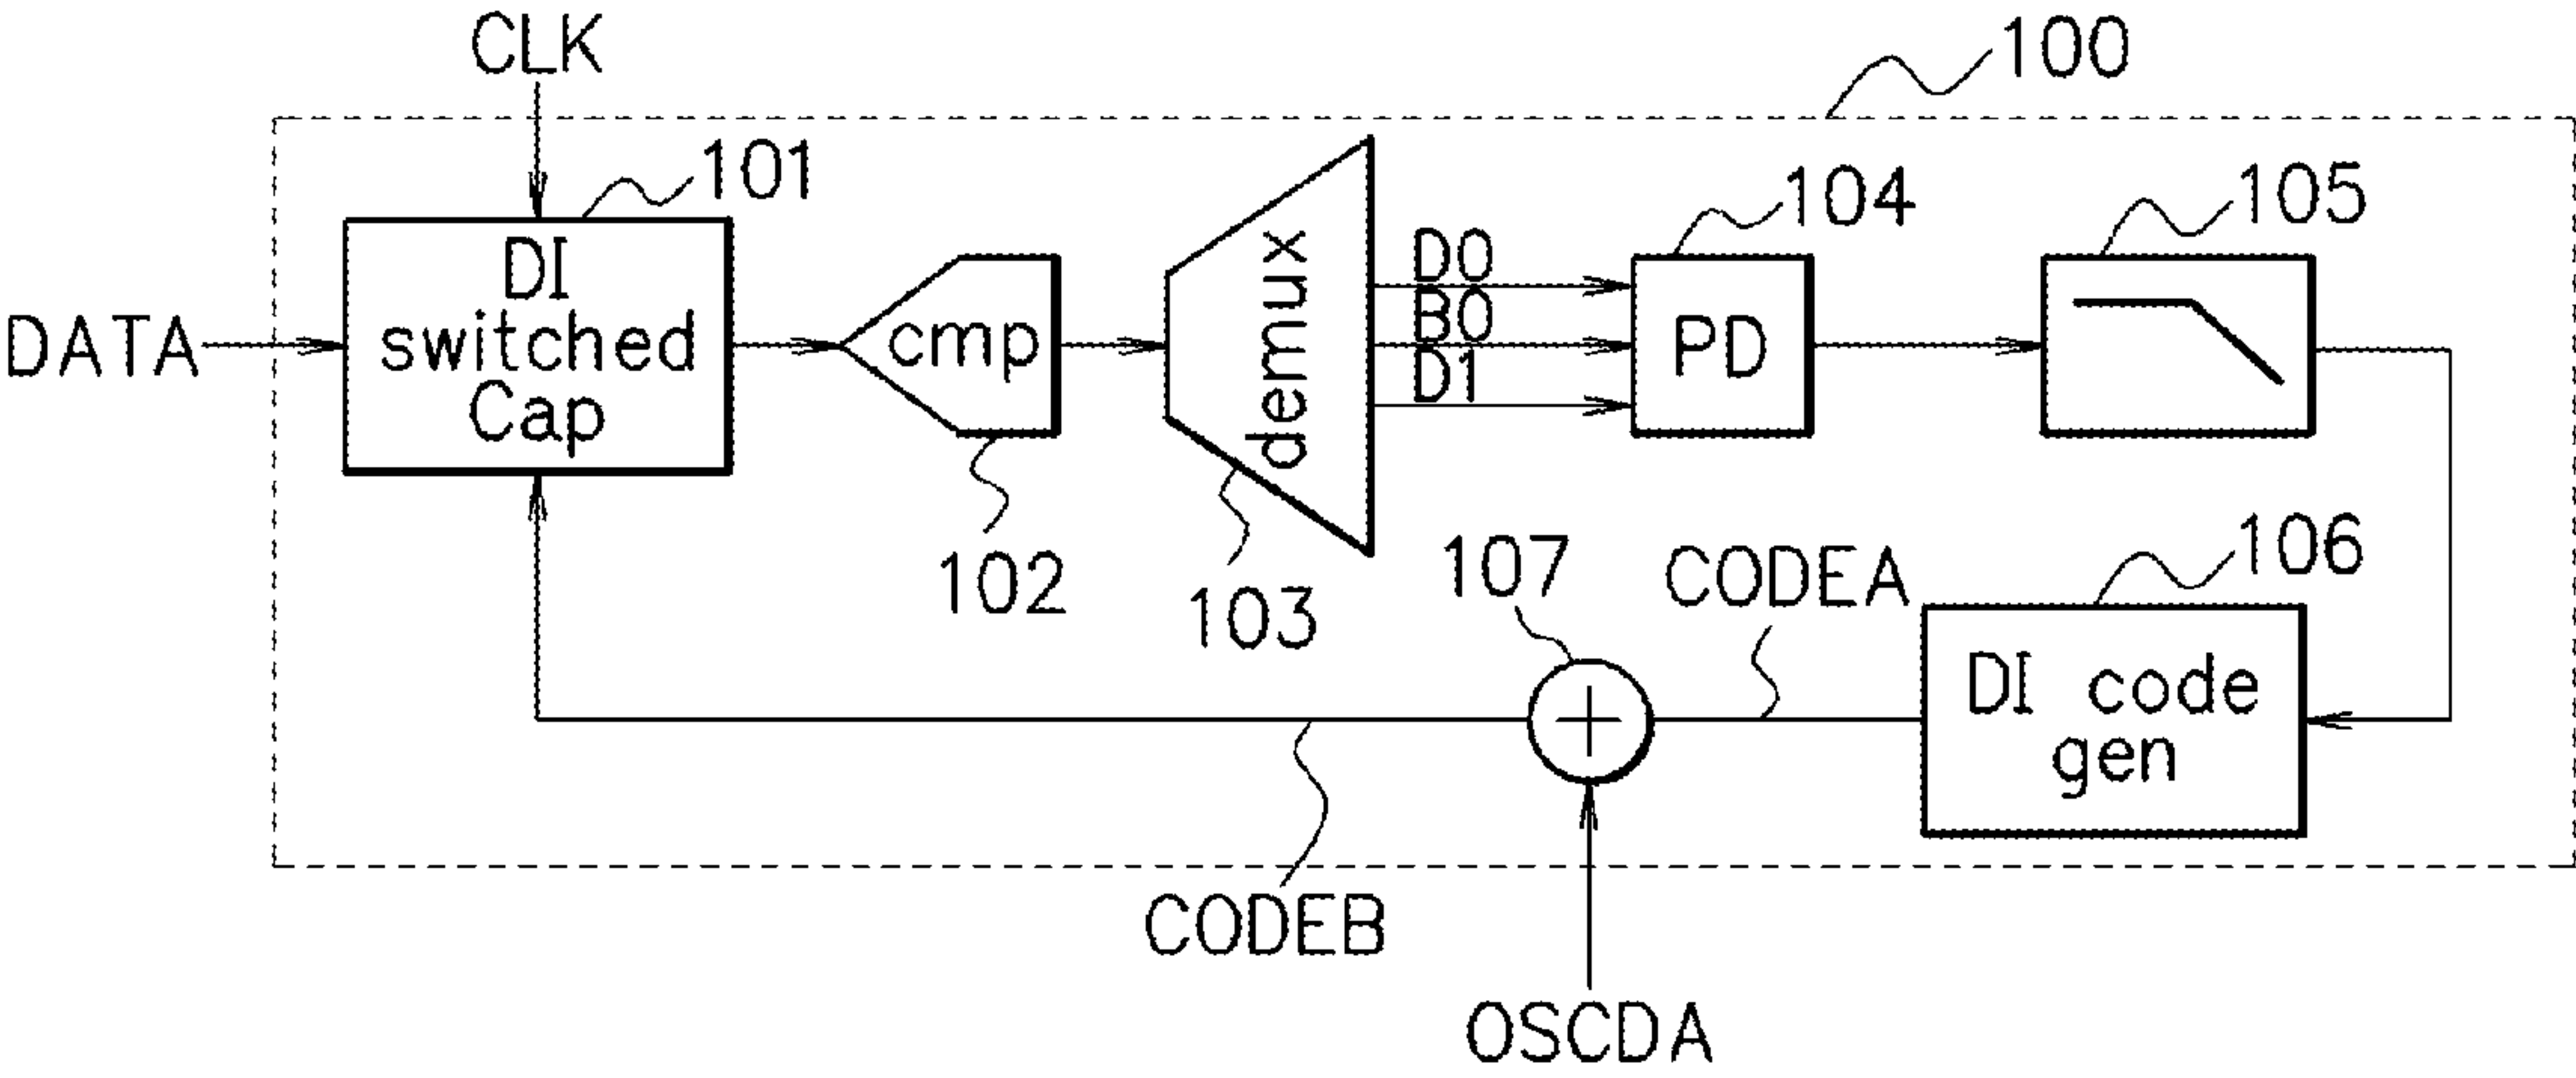 CLK
100
101
DI
switched
Cap
DATA
cmp
102
demux
103
D0
B0
D1
104
PD
105
106
DI code
gen
CODEA
107
CODEB
OSCDA